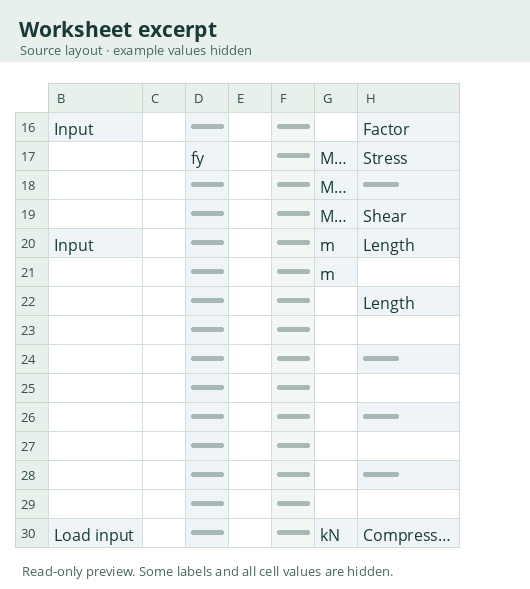 Worksheet excerpt
Source layout · example values hidden
B C D E F G H
16 Input Factor
17 fy M... Stress
18 M...
19 M... Shear
20 Input m Length
21 m
22 Length
23
24
25
26
27
28
29
30 Load input kN Compress...
Read-only preview. Some labels and all cell values are hidden.